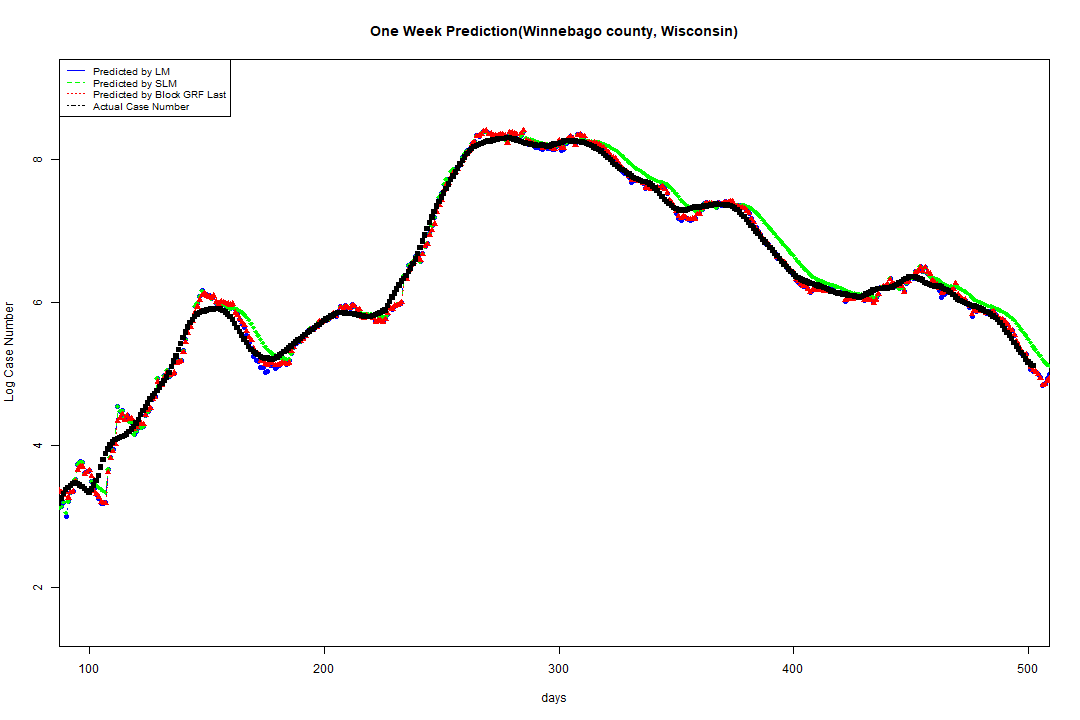 One Week Prediction(Winnebago county, Wisconsin)
Predicted by LM
Predicted by SLM
Predicted by Block GRF Last
Actual Case Number
8
6
4
2
Log Case Number
100 200 300 400 500
days